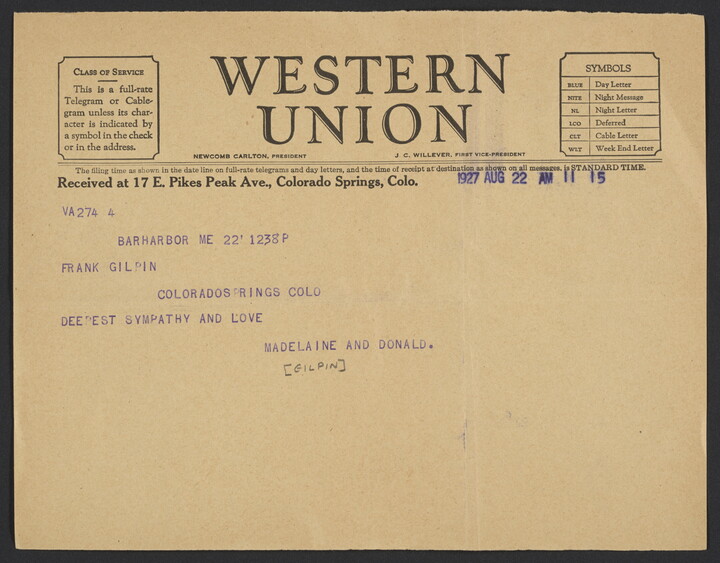 CLASS OF SERVICE
This is a full-rate
Telegram or Cable-
gram unless its char-
acter is indicated by
a symbol in the check
or in the address.
WESTERN
UNION
NEWCOMB CARLTON, PRESIDENT
J. C. WILLEVER, FIRST VICE-PRESIDENT
SYMBOLS
BLUE Day Letter
NITE Night Message
NL Night Letter
LCO Deferred
CLT Cable Letter
WLT Week End Letter
The filing time as shown in the date line on full-rate telegrams and day letters, and the time of receipt at destination as shown on all messages, is STANDARD TIME.
Received at 17 E. Pikes Peak Ave., Colorado Springs, Colo.
1927 AUG 22 AM 11 15
VA274 4
BARHARBOR ME 22' 1238P
FRANK GILPIN
COLORADOSPRINGS COLO
DEEPEST SYMPATHY AND LOVE
MADELAINE AND DONALD.
[GILPIN]